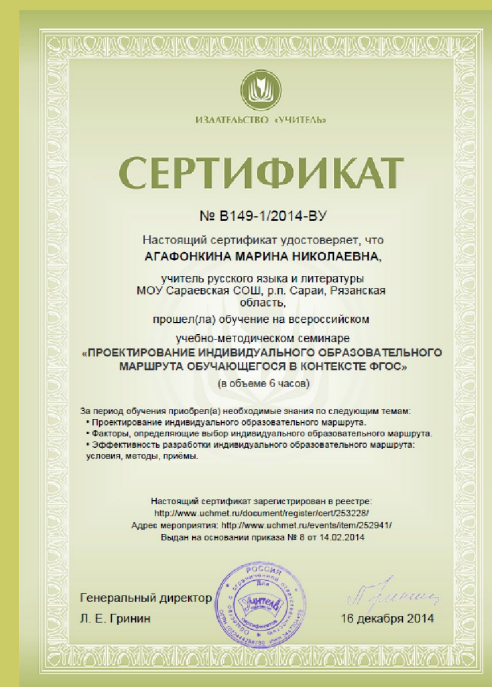 ИЗДАТЕЛЬСТВО «УЧИТЕЛЬ»
СЕРТИФИКАТ
№ В149-1/2014-ВУ
Настоящий сертификат удостоверяет, что
АГАФОНКИНА МАРИНА НИКОЛАЕВНА,
учитель русского языка и литературы
МОУ Сараевская СОШ, р.п. Сараи, Рязанская
область,
прошел(ла) обучение на всероссийском
учебно-методическом семинаре
«ПРОЕКТИРОВАНИЕ ИНДИВИДУАЛЬНОГО ОБРАЗОВАТЕЛЬНОГО
МАРШРУТА ОБУЧАЮЩЕГОСЯ В КОНТЕКСТЕ ФГОС»
(в объеме 6 часов)
За период обучения приобрел(а) необходимые знания по следующим темам:
• Проектирование индивидуального образовательного маршрута.
• Факторы, определяющие выбор индивидуального образовательного маршрута.
• Эффективность разработки индивидуального образовательного маршрута:
условия, методы, приёмы.
Настоящий сертификат зарегистрирован в реестре:
http://www.uchmet.ru/document/register/cert/253228/
Адрес мероприятия: http://www.uchmet.ru/events/item/252941/
Выдан на основании приказа № 8 от 14.02.2014
РОССИЯ
Для
УЧИТЕЛЬ
сертификатов
Генеральный директор
Л. Е. Гринин
16 декабря 2014